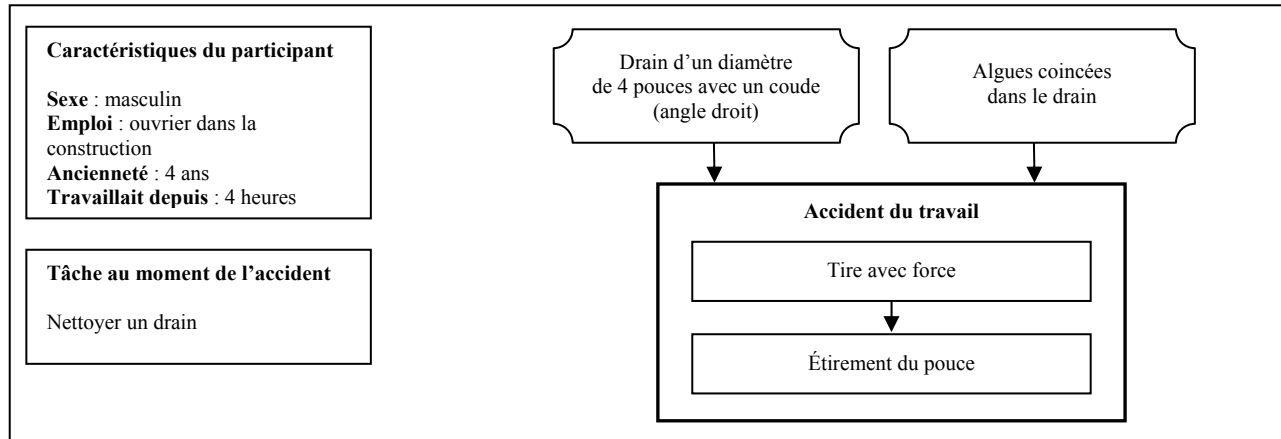 Caractéristiques du participant
Sexe : masculin
Emploi : ouvrier dans la
construction
Ancienneté : 4 ans
Travaillait depuis : 4 heures
Tâche au moment de l’accident
Nettoyer un drain
Drain d’un diamètre
de 4 pouces avec un coude
(angle droit)
Algues coincées
dans le drain
Accident du travail
Tire avec force
Étirement du pouce